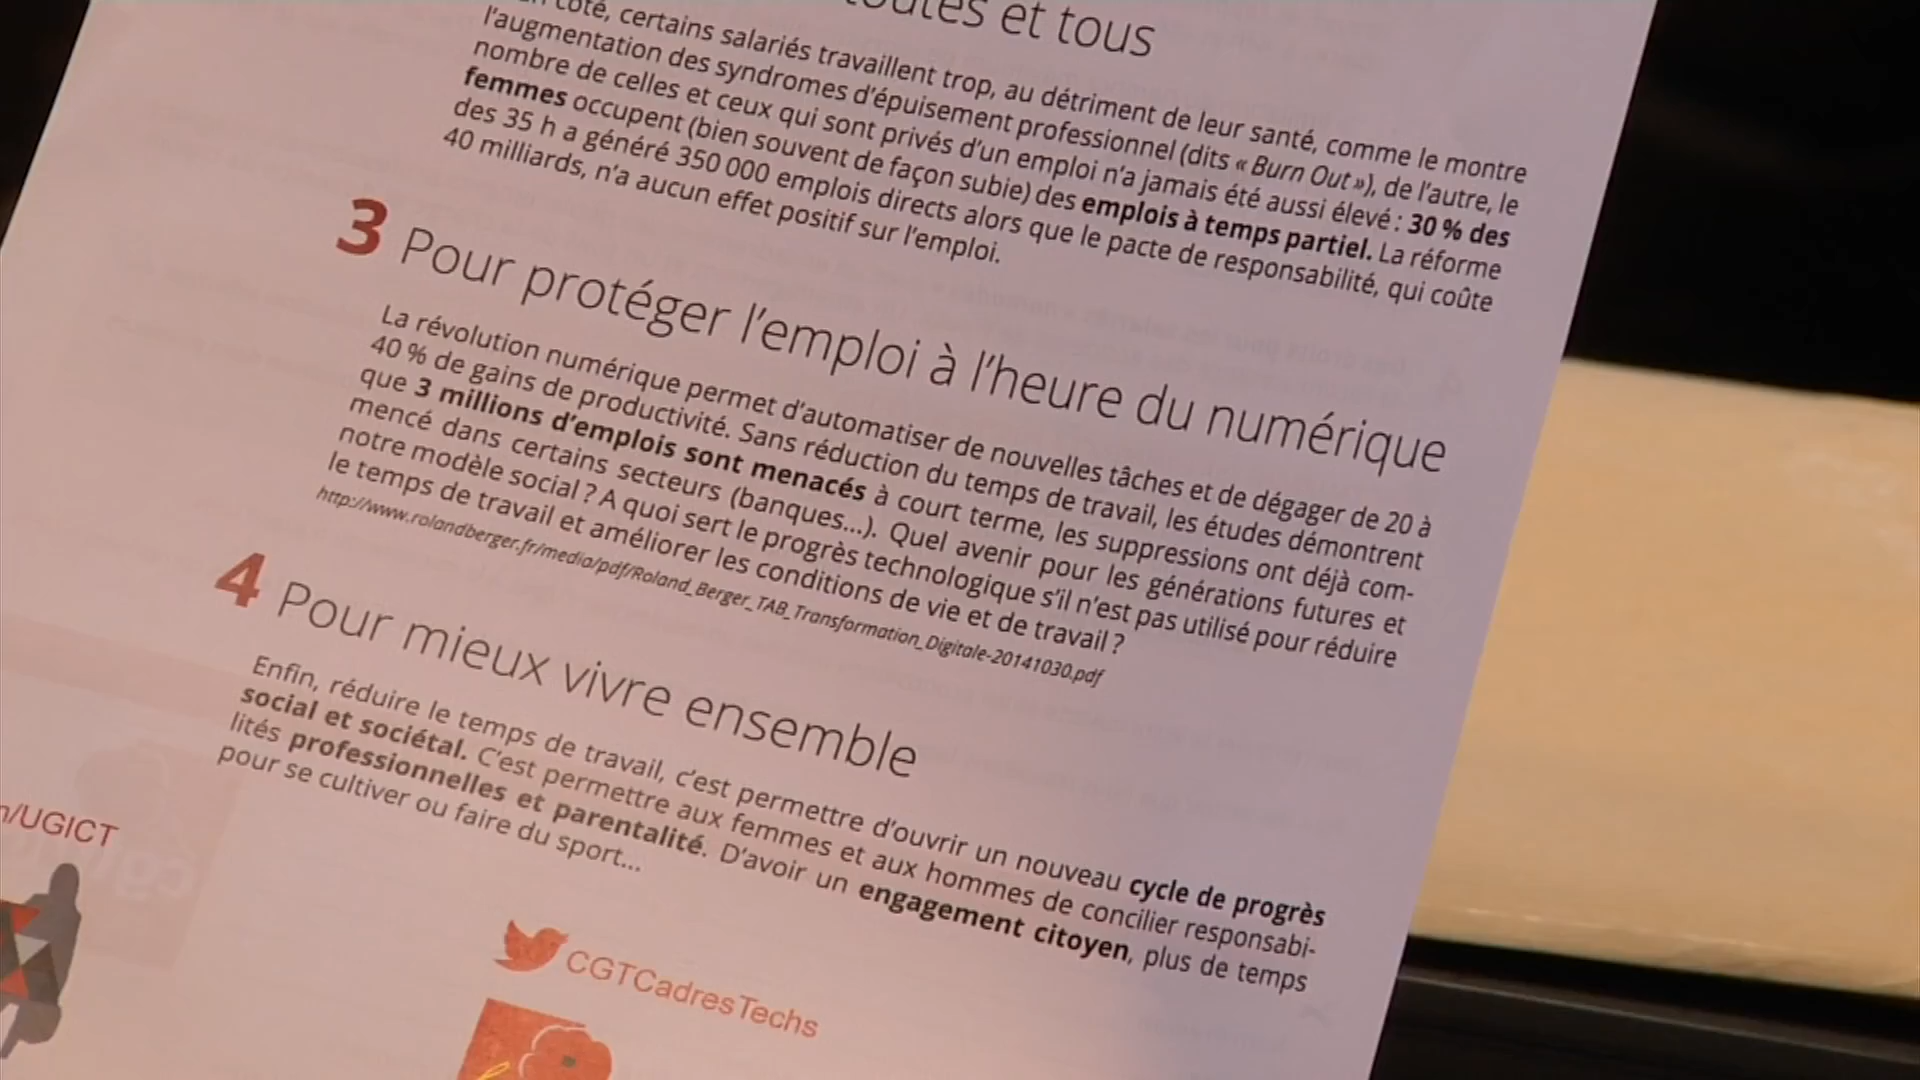 toutes et tous
côté, certains salariés travaillent trop, au détriment de leur santé, comme le montre
l'augmentation des syndromes d'épuisement professionnel (dits « Burn Out »), de l'autre, le
nombre de celles et ceux qui sont privés d'un emploi n'a jamais été aussi élevé : 30 % des
femmes occupent (bien souvent de façon subie) des emplois à temps partiel. La réforme
des 35 h a généré 350 000 emplois directs alors que le pacte de responsabilité, qui coûte
40 milliards, n'a aucun effet positif sur l'emploi.
3 Pour protéger l'emploi à l'heure du numérique
La révolution numérique permet d'automatiser de nouvelles tâches et de dégager de 20 à
40 % de gains de productivité. Sans réduction du temps de travail, les études démontrent
que 3 millions d'emplois sont menacés à court terme, les suppressions ont déjà com-
mencé dans certains secteurs (banques...). Quel avenir pour les générations futures et
notre modèle social ? A quoi sert le progrès technologique s'il n'est pas utilisé pour réduire
le temps de travail et améliorer les conditions de vie et de travail ?
http://www.rolandberger.fr/media/pdf/Roland_Berger_TAB_Transformation_Digitale-20141030.pdf
4 Pour mieux vivre ensemble
Enfin, réduire le temps de travail, c'est permettre d'ouvrir un nouveau cycle de progrès
social et sociétal. C'est permettre aux femmes et aux hommes de concilier responsabi-
lités professionnelles et parentalité. D'avoir un engagement citoyen, plus de temps
pour se cultiver ou faire du sport...
/UGICT
CGTCadresTechs